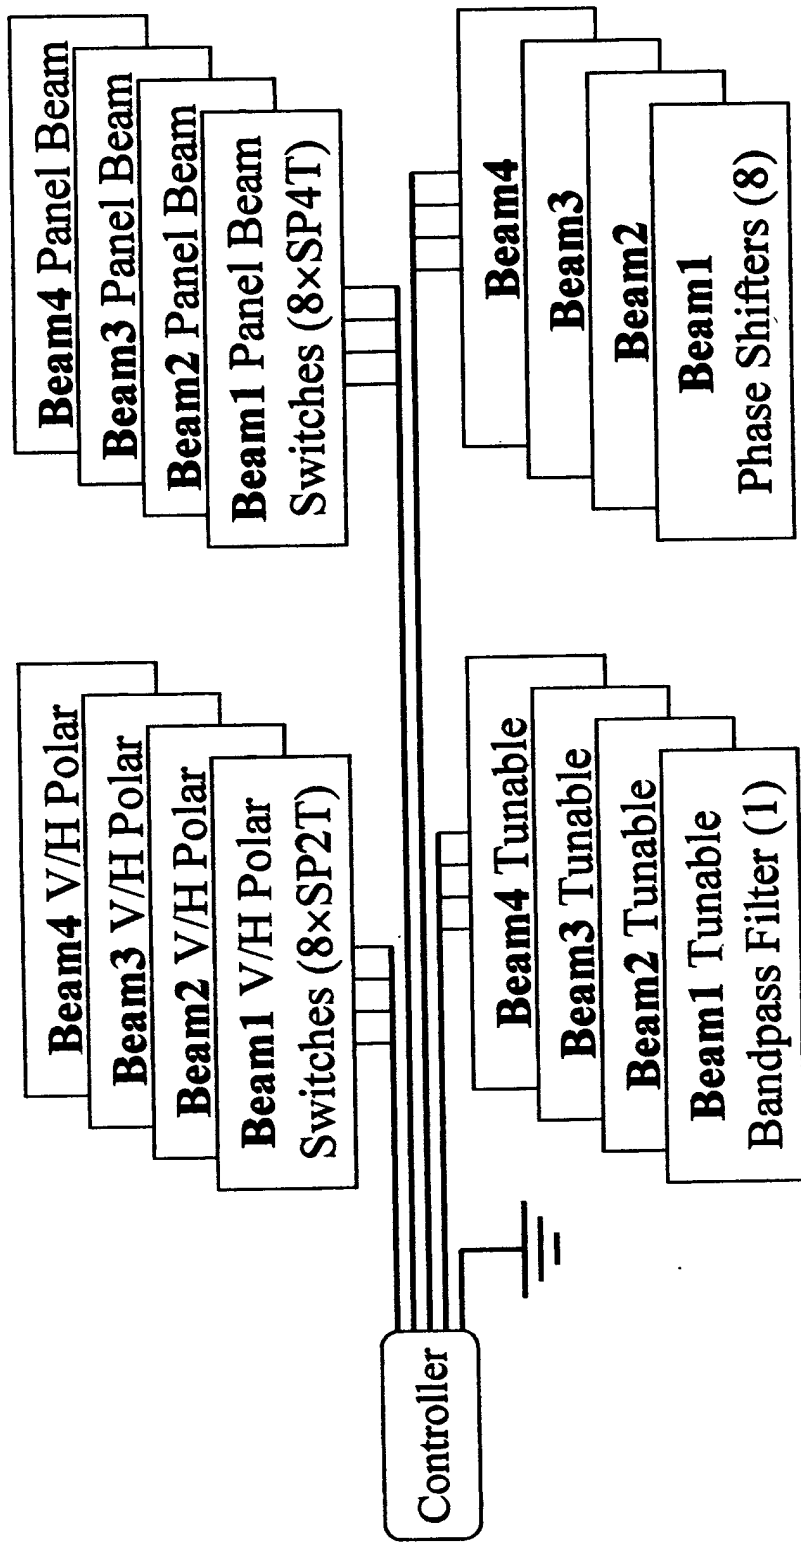 Beam4 V/H Polar
Beam3 V/H Polar
Beam2 V/H Polar
Beam1 V/H Polar
Switches (8×SP2T)
Beam4 Panel Beam
Beam3 Panel Beam
Beam2 Panel Beam
Beam1 Panel Beam
Switches (8×SP4T)
Controller
Beam4 Tunable
Beam3 Tunable
Beam2 Tunable
Beam1 Tunable
Bandpass Filter (1)
Beam4
Beam3
Beam2
Beam1
Phase Shifters (8)